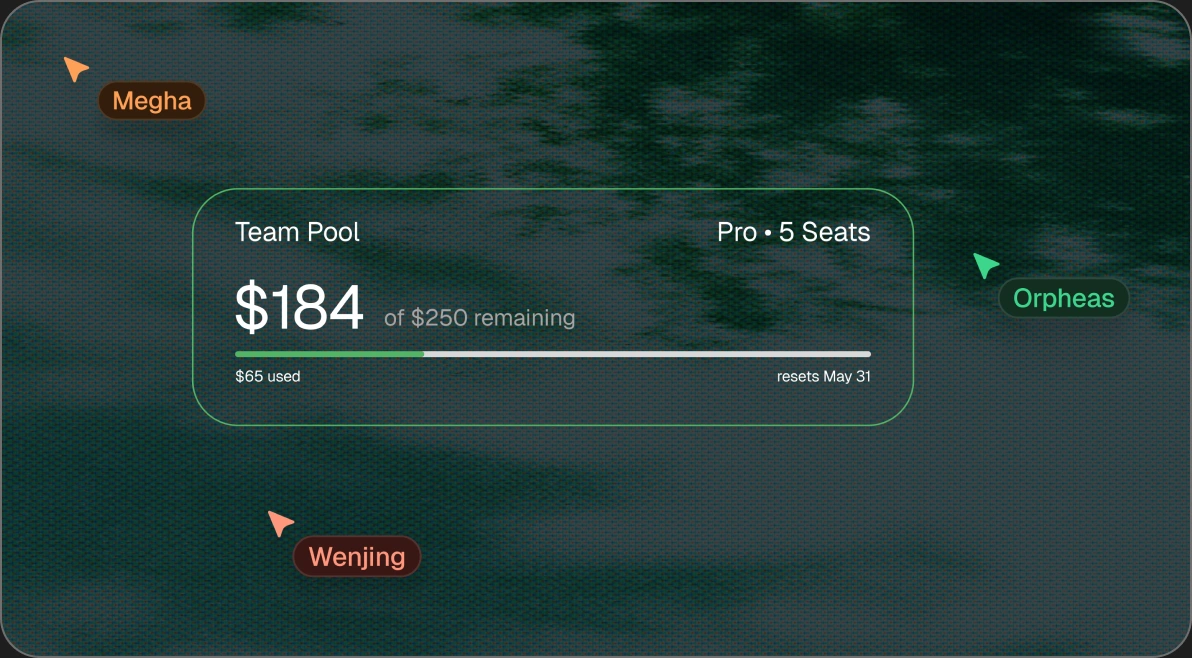 Megha
Team Pool
Pro • 5 Seats
$184 of $250 remaining
$65 used
resets May 31
Orpheas
Wenjing